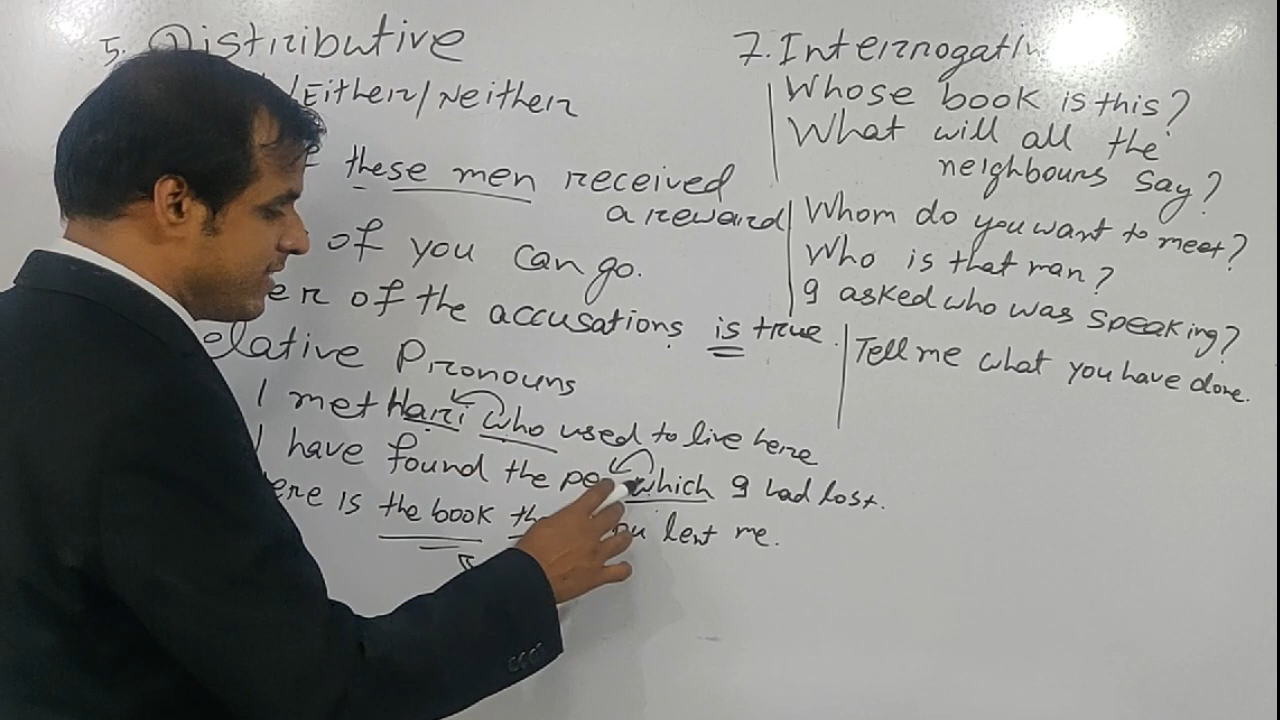 5. Distributive
/Either/Neither
these men received
a reward
of you can go.
er of the accusations is true.
elative Pronouns
I met Hari who used to live here
I have found the pe which I had lost.
ere is the book th ou lent me.
7. Interrogati
Whose book is this?
What will all the
neighbours say?
Whom do you want to meet?
Who is that man?
I asked who was speaking?
Tell me what you have done.